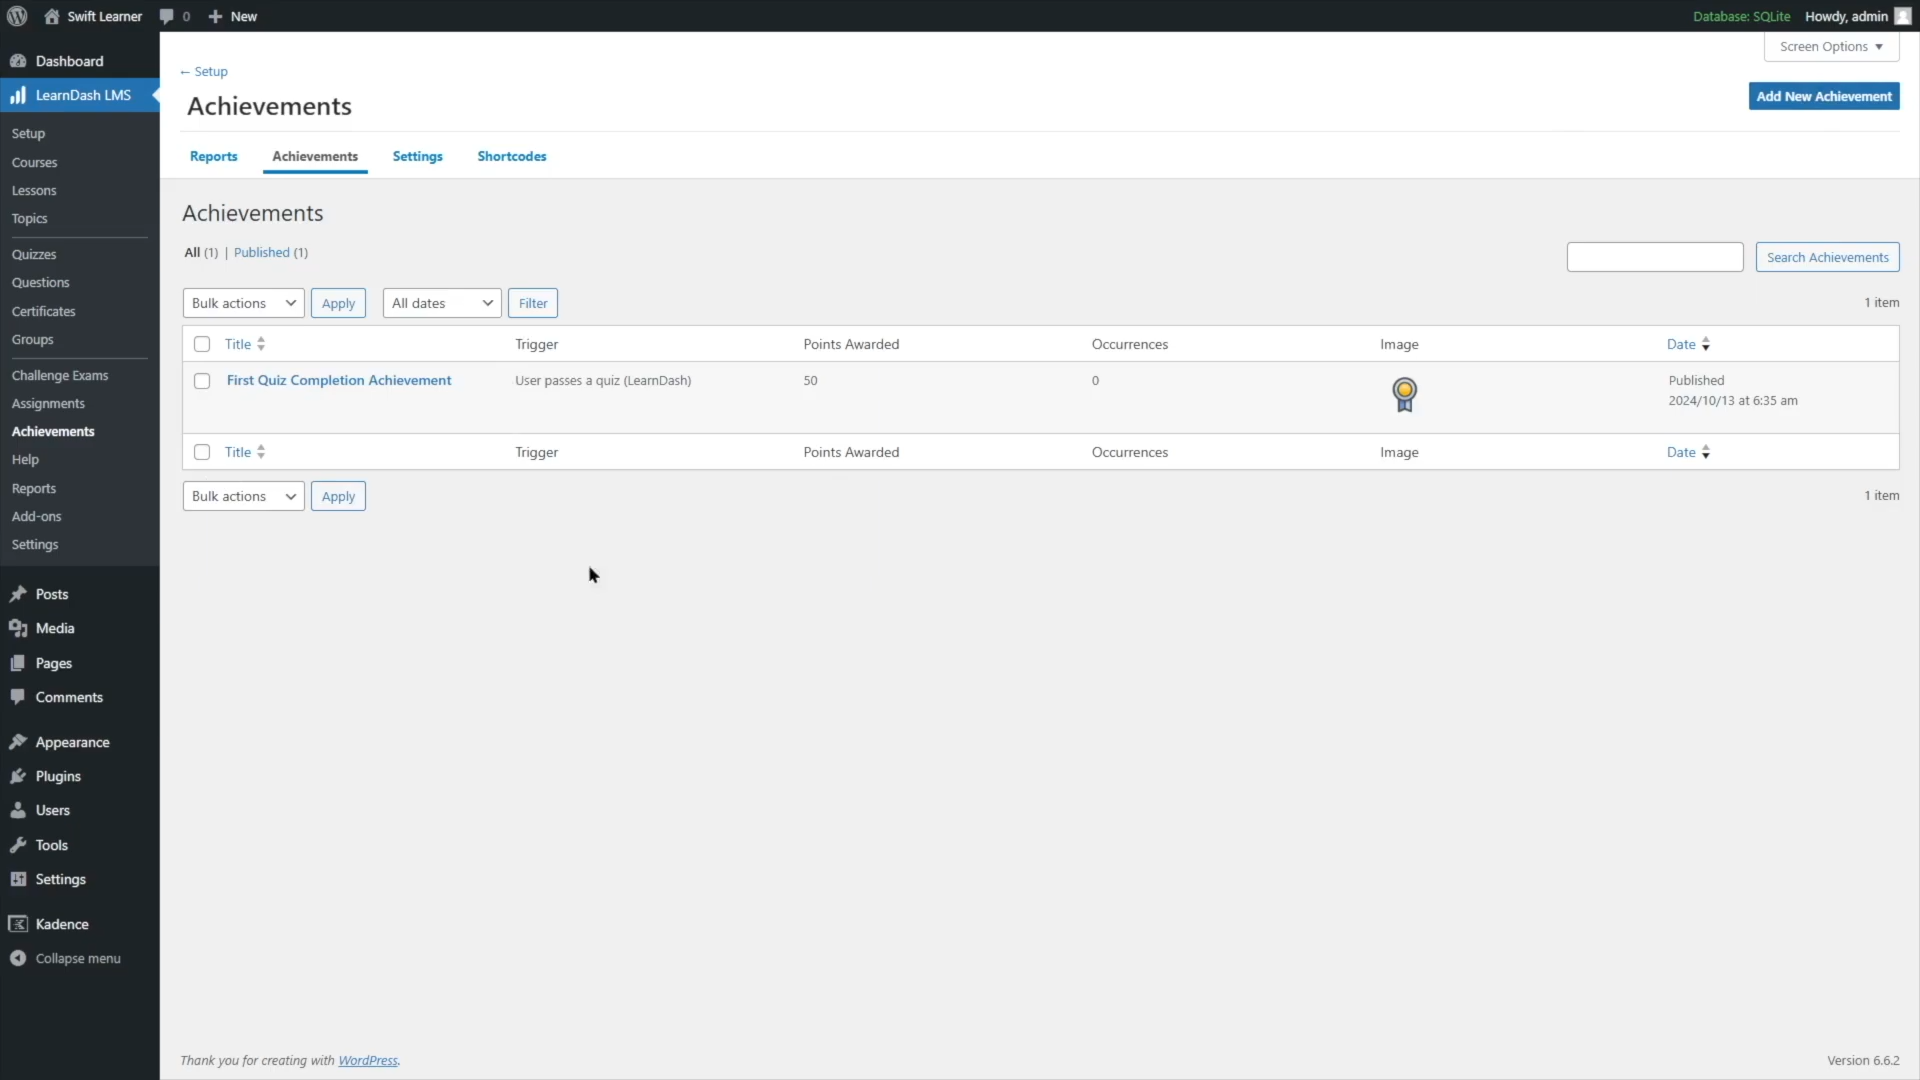 Swift Learner 0 New Database: SQLite Howdy, admin
Screen Options
Dashboard
LearnDash LMS
Setup
Courses
Lessons
Topics
Quizzes
Questions
Certificates
Groups
Challenge Exams
Assignments
Achievements
Help
Reports
Add-ons
Settings
Posts
Media
Pages
Comments
Appearance
Plugins
Users
Tools
Settings
Kadence
Collapse menu
← Setup
Achievements
Add New Achievement
Reports Achievements Settings Shortcodes
Achievements
All (1) | Published (1)
Search Achievements
Bulk actions Apply All dates Filter 1 item
Title Trigger Points Awarded Occurrences Image Date
First Quiz Completion Achievement User passes a quiz (LearnDash) 50 0 Published
2024/10/13 at 6:35 am
Title Trigger Points Awarded Occurrences Image Date
Bulk actions Apply 1 item
Thank you for creating with WordPress. Version 6.6.2